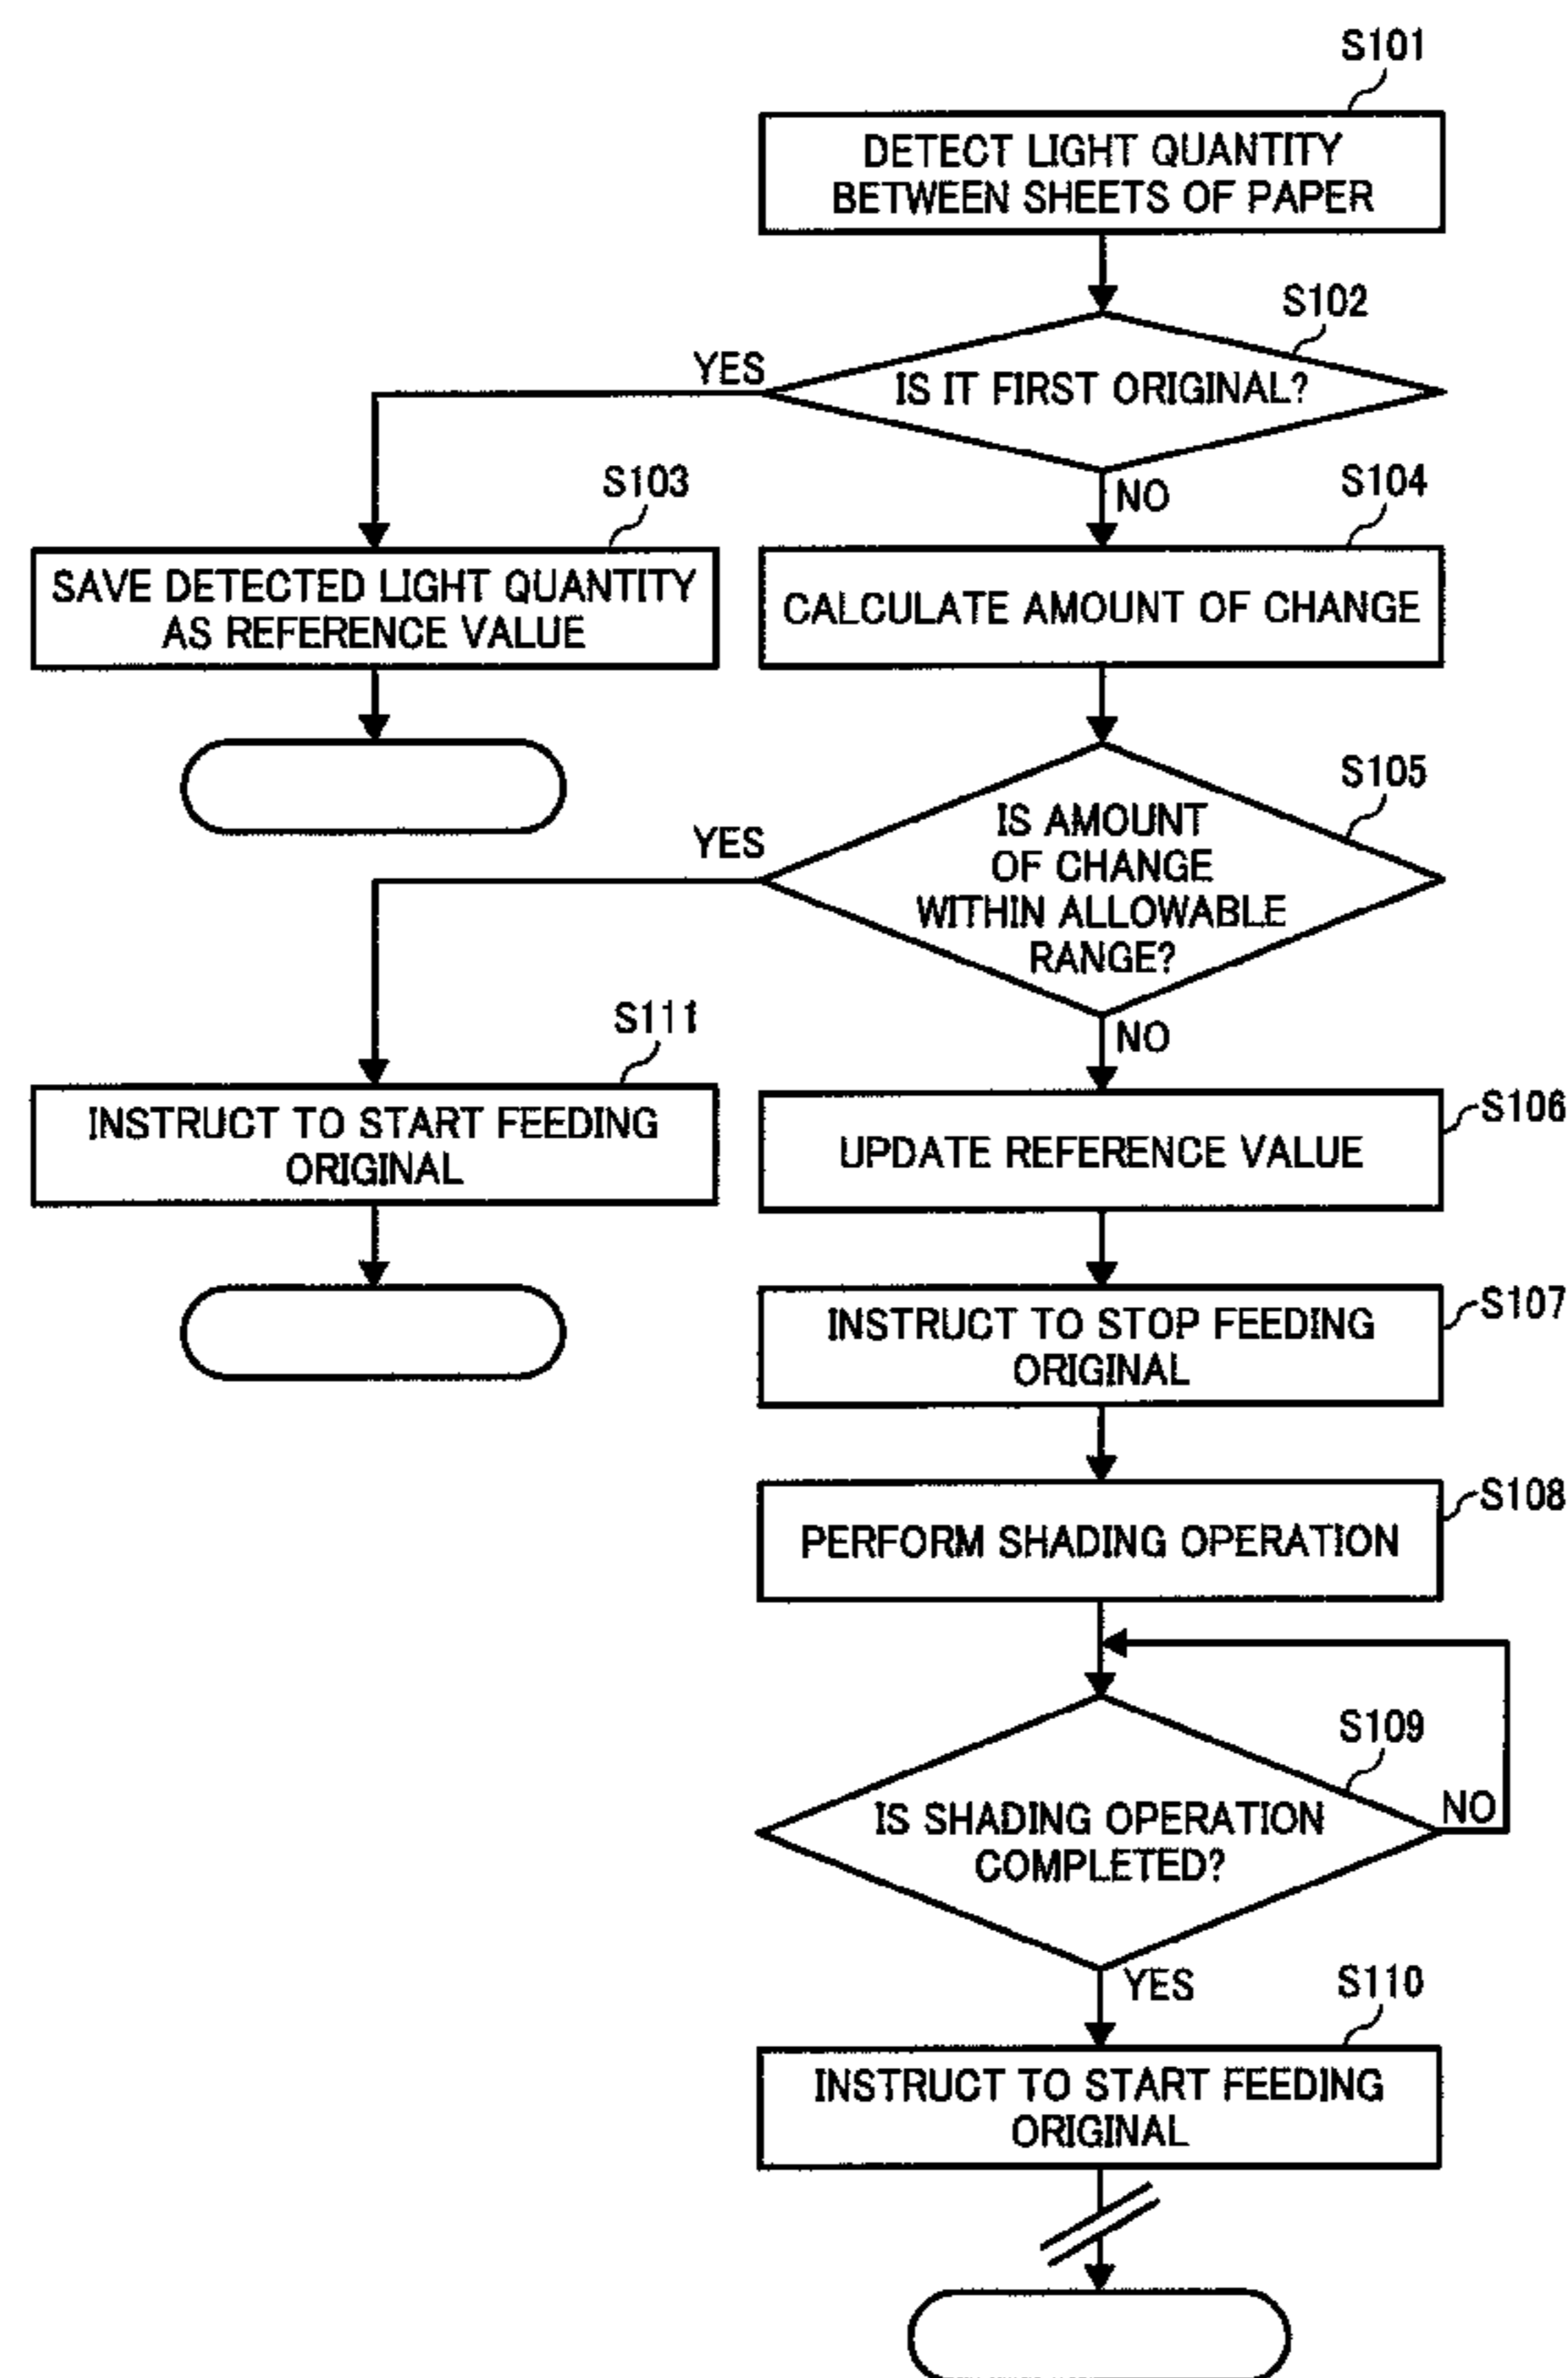 S101
DETECT LIGHT QUANTITY
BETWEEN SHEETS OF PAPER
S102
YES
IS IT FIRST ORIGINAL?
NO
S103
SAVE DETECTED LIGHT QUANTITY
AS REFERENCE VALUE
S104
CALCULATE AMOUNT OF CHANGE
S105
YES
IS AMOUNT
OF CHANGE
WITHIN ALLOWABLE
RANGE?
NO
S111
INSTRUCT TO START FEEDING
ORIGINAL
S106
UPDATE REFERENCE VALUE
S107
INSTRUCT TO STOP FEEDING
ORIGINAL
S108
PERFORM SHADING OPERATION
S109
NO
IS SHADING OPERATION
COMPLETED?
YES
S110
INSTRUCT TO START FEEDING
ORIGINAL